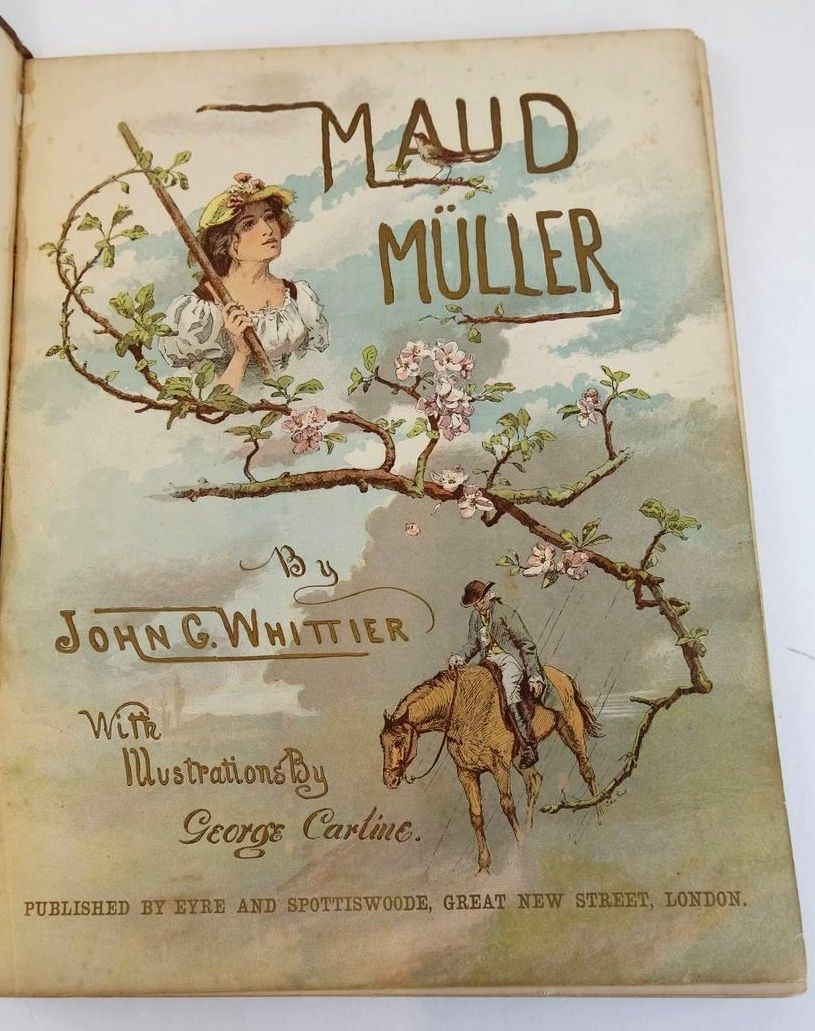 MAUD
MÜLLER
By
JOHN G. WHITTIER
With
Illustrations By
George Carline.
PUBLISHED BY EYRE AND SPOTTISWOODE, GREAT NEW STREET, LONDON.